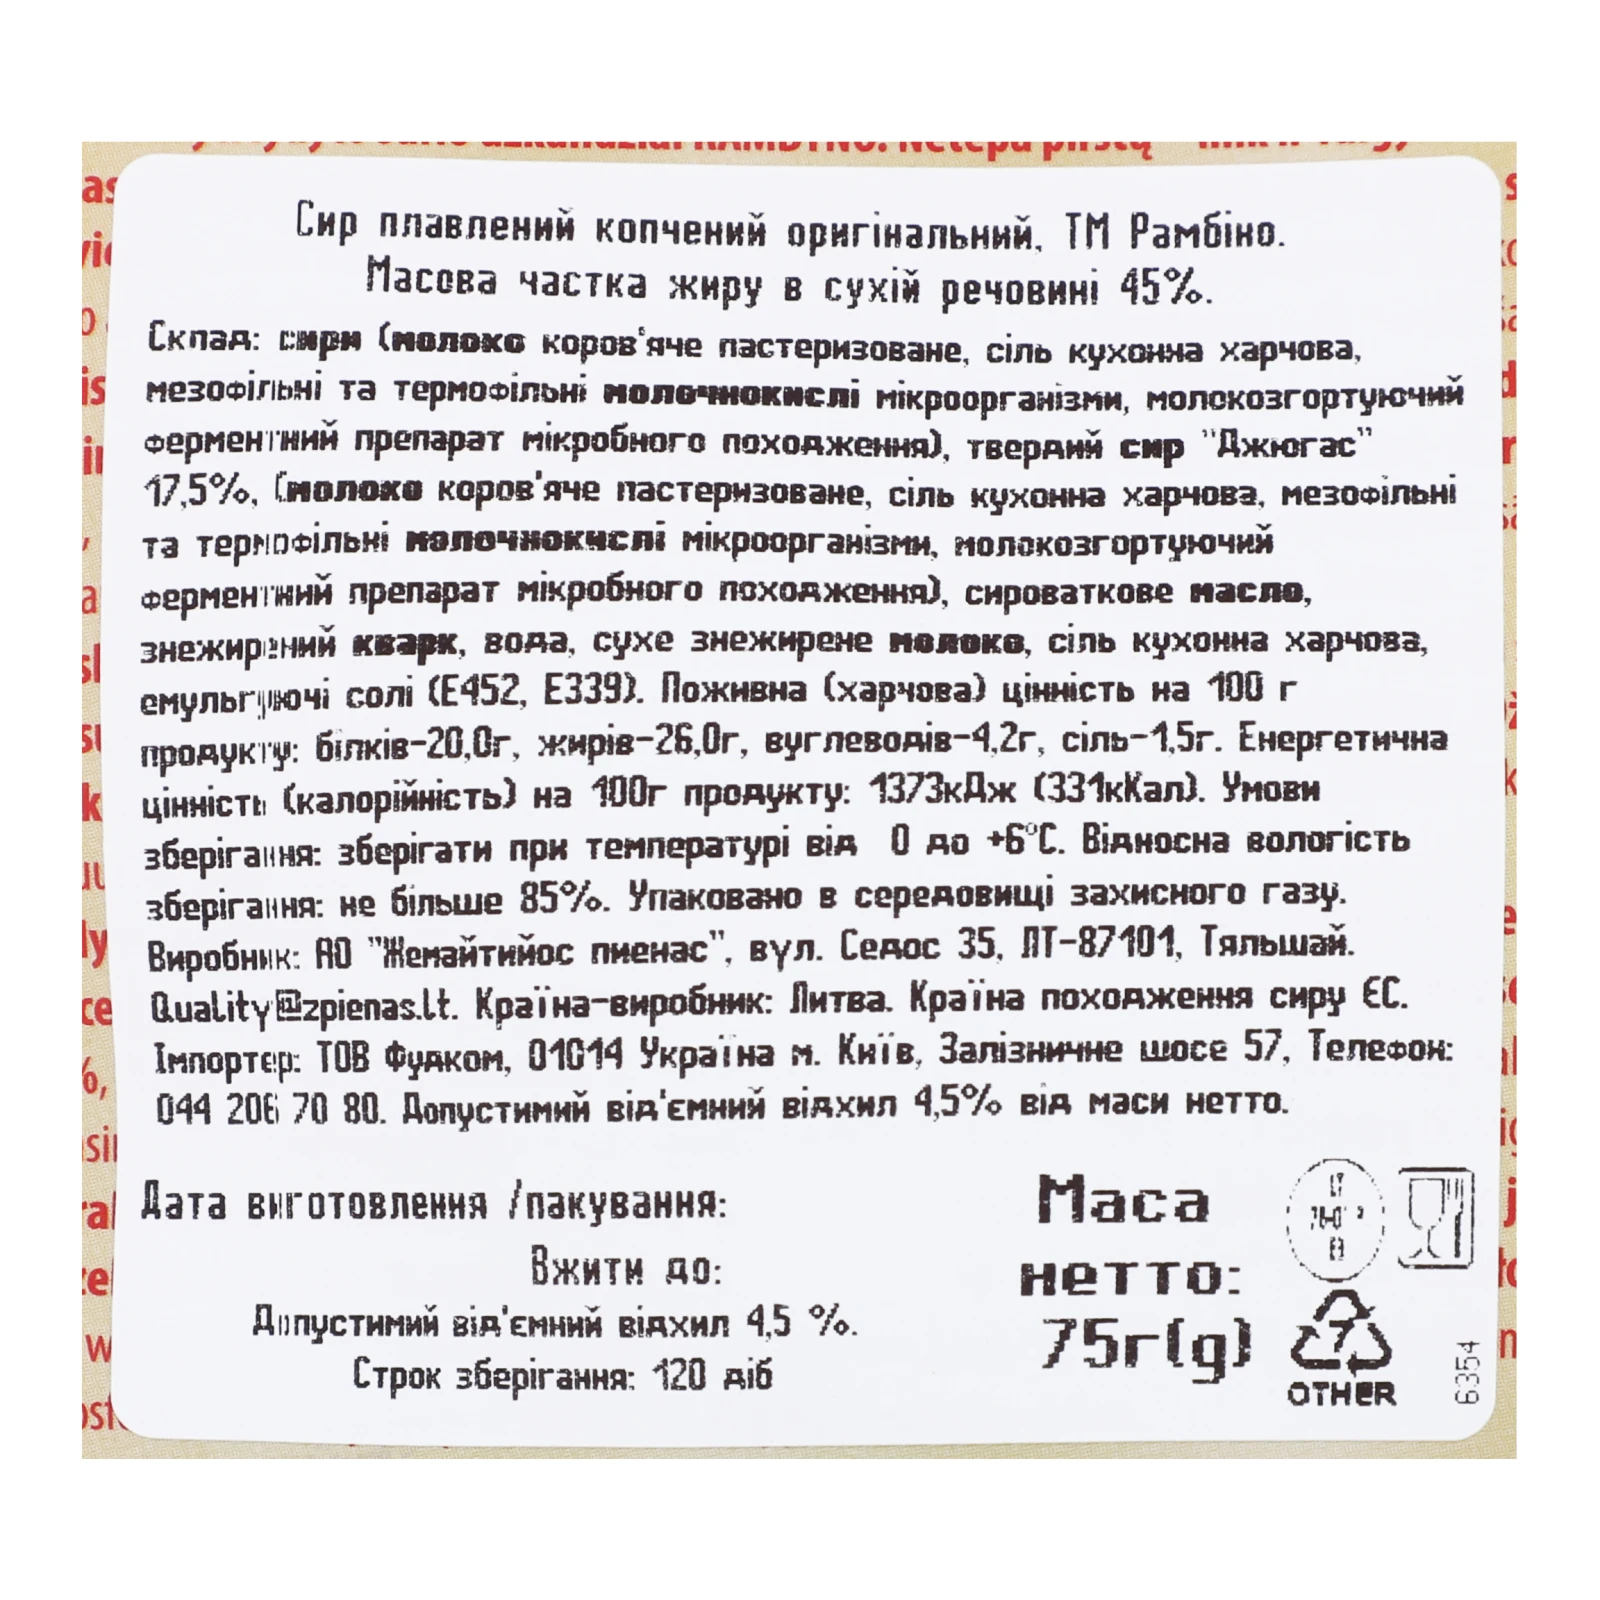 Сир плавлений копчений оригінальний, ТМ Рамбіно.
Масова частка жиру в сухій речовині 45%.
Склад: сири (молоко коров'яче пастеризоване, сіль кухонна харчова,
мезофільні та термофільні молочнокислі мікроорганізми, молокозгортуючий
ферментний препарат мікробного походження), твердий сир "Джюгас"
17,5%, (молоко коров'яче пастеризоване, сіль кухонна харчова, мезофільні
та термофільні молочнокислі мікроорганізми, молокозгортуючий
ферментний препарат мікробного походження), сироваткове масло,
знежирений кварк, вода, сухе знежирене молоко, сіль кухонна харчова,
емульгуючі солі (Е452, Е339). Поживна (харчова) цінність на 100 г
продукту: білків-20,0г, жирів-26,0г, вуглеводів-4,2г, сіль-1,5г. Енергетична
цінність (калорійність) на 100г продукту: 1373кДж (331кКал). Умови
зберігання: зберігати при температурі від 0 до +6°С. Відносна вологість
зберігання: не більше 85%. Упаковано в середовищі захисного газу.
Виробник: АО "Жемайтийос пиенас", вул. Седос 35, ЛТ-87101, Тяльшай.
Quality@zpienas.lt. Країна-виробник: Литва. Країна походження сиру ЄС.
Імпортер: ТОВ Фудком, 01014 Україна м. Київ, Залізничне шосе 57, Телефон:
044 206 70 80. Допустимий від'ємний відхил 4,5% від маси нетто.
Дата виготовлення /пакування:
Вжити до:
Допустимий від'ємний відхил 4,5 %.
Строк зберігання: 120 діб
Маса
нетто:
75г(g)
LT
7
OTHER
6354